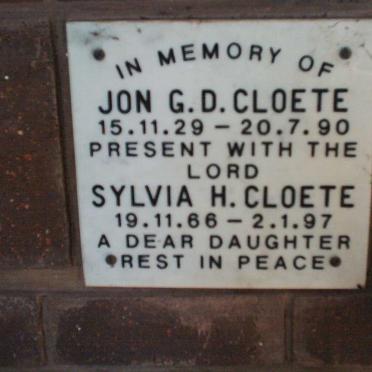 IN MEMORY OF
JON G.D. CLOETE
15.11.29 - 20.7.90
PRESENT WITH THE
LORD
SYLVIA H. CLOETE
19.11.66 - 2.1.97
A DEAR DAUGHTER
REST IN PEACE